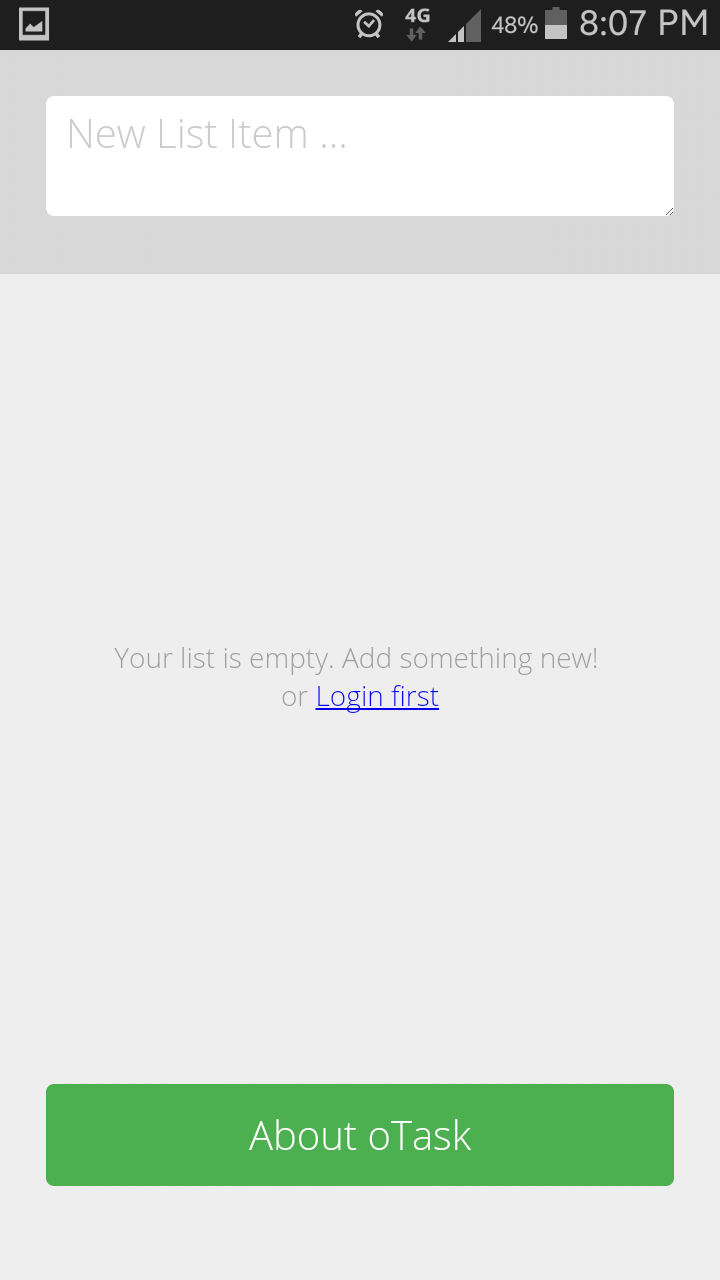 4G 48% 8:07 PM
New List Item ...
Your list is empty. Add something new!
or Login first
About oTask